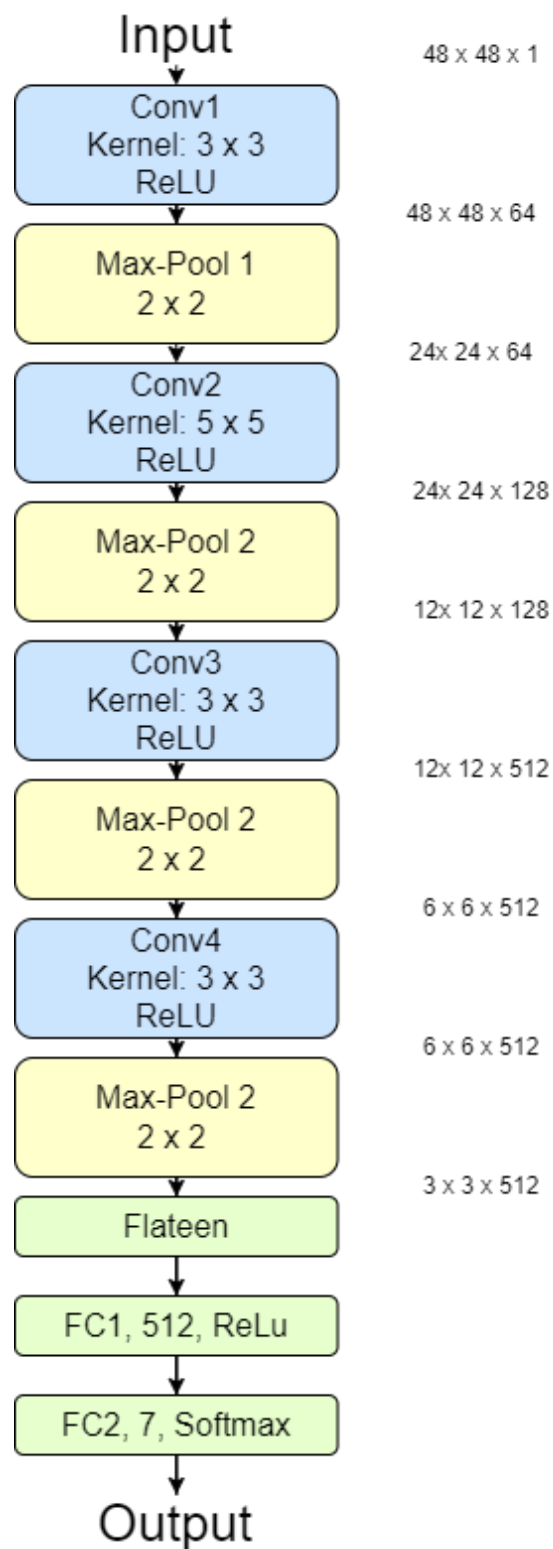 Input
48 x 48 x 1
Conv1
Kernel: 3 x 3
ReLU
48 x 48 x 64
Max-Pool 1
2 x 2
24x 24 x 64
Conv2
Kernel: 5 x 5
ReLU
24x 24 x 128
Max-Pool 2
2 x 2
12x 12 x 128
Conv3
Kernel: 3 x 3
ReLU
12x 12 x 512
Max-Pool 2
2 x 2
6 x 6 x 512
Conv4
Kernel: 3 x 3
ReLU
6 x 6 x 512
Max-Pool 2
2 x 2
3 x 3 x 512
Flateen
FC1, 512, ReLu
FC2, 7, Softmax
Output